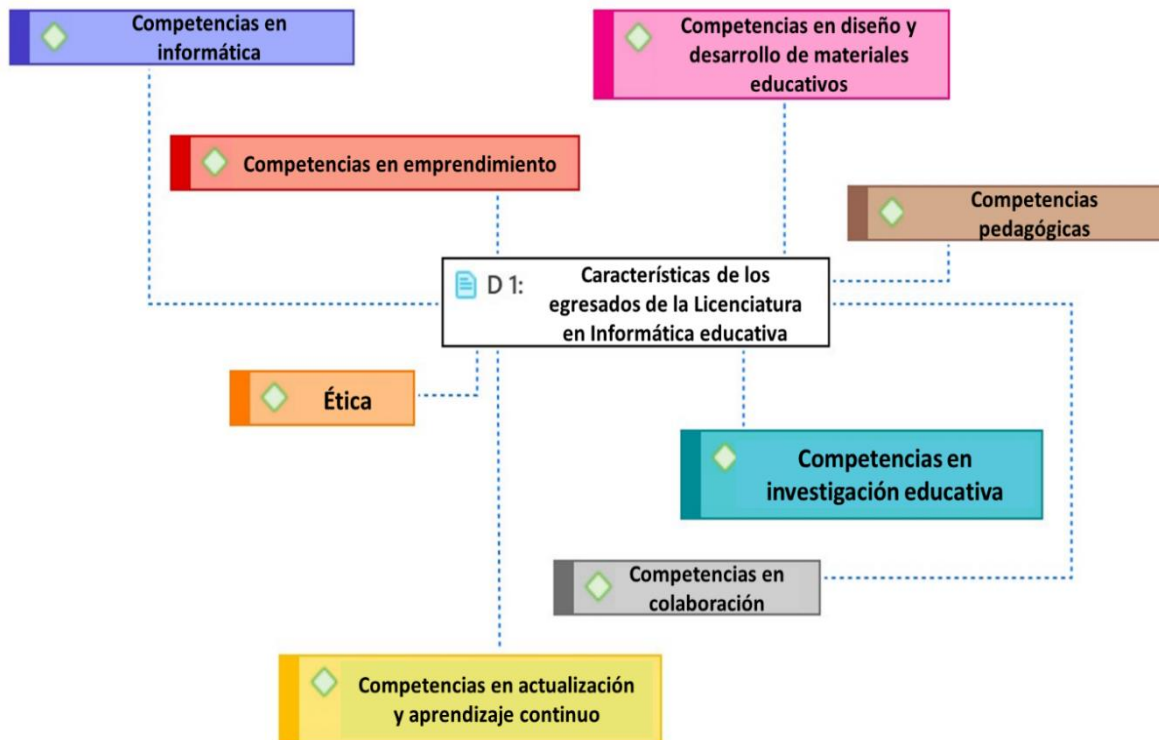 Competencias en
informática
Competencias en diseño y
desarrollo de materiales
educativos
Competencias en emprendimiento
Competencias
pedagógicas
D 1:
Características de los
egresados de la Licenciatura
en Informática educativa
Ética
Competencias en
investigación educativa
Competencias en
colaboración
Competencias en actualización
y aprendizaje continuo